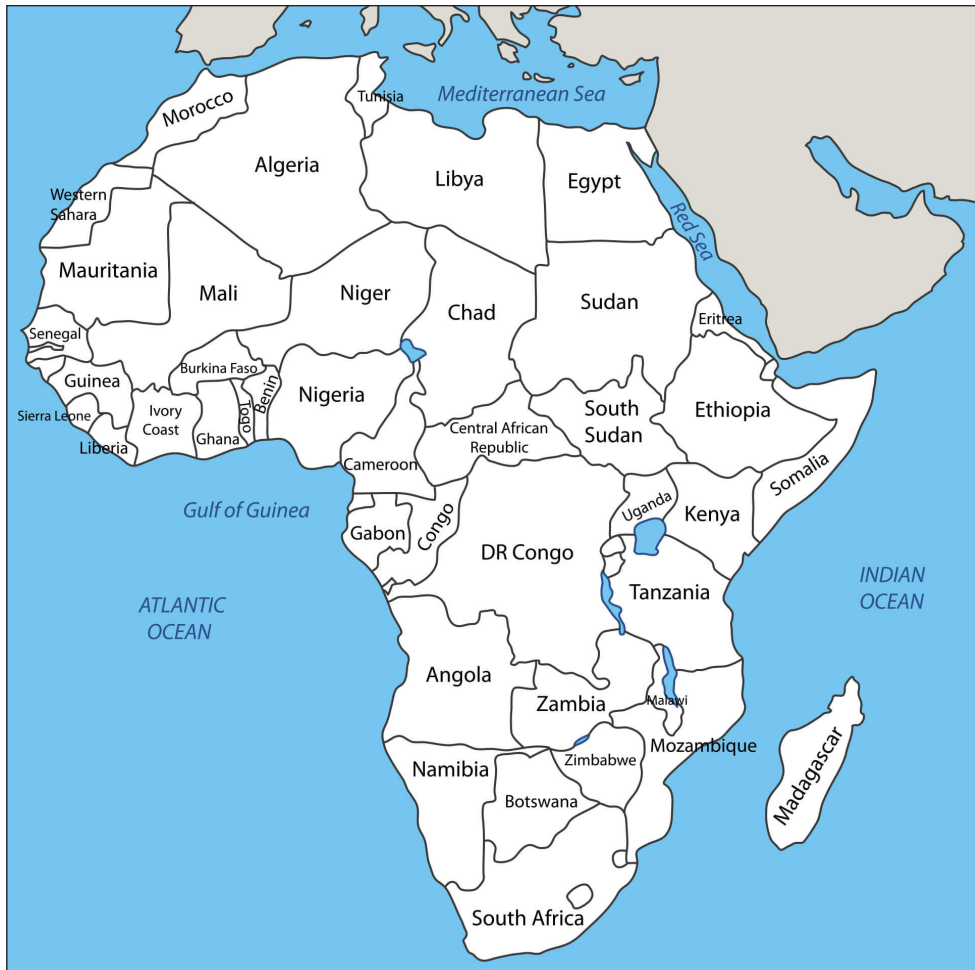 Mediterranean Sea
Morocco
Tunisia
Algeria
Libya
Egypt
Western
Sahara
Red Sea
Mauritania
Mali
Niger
Chad
Sudan
Eritrea
Senegal
Burkina Faso
Guinea
Nigeria
Benin
Togo
Ivory
Coast
Ghana
Sierra Leone
Liberia
Central African
Republic
South
Sudan
Ethiopia
Somalia
Cameroon
Gulf of Guinea
Gabon
Congo
DR Congo
Uganda
Kenya
Tanzania
INDIAN
OCEAN
ATLANTIC
OCEAN
Angola
Zambia
Malawi
Mozambique
Zimbabwe
Namibia
Botswana
Madagascar
South Africa